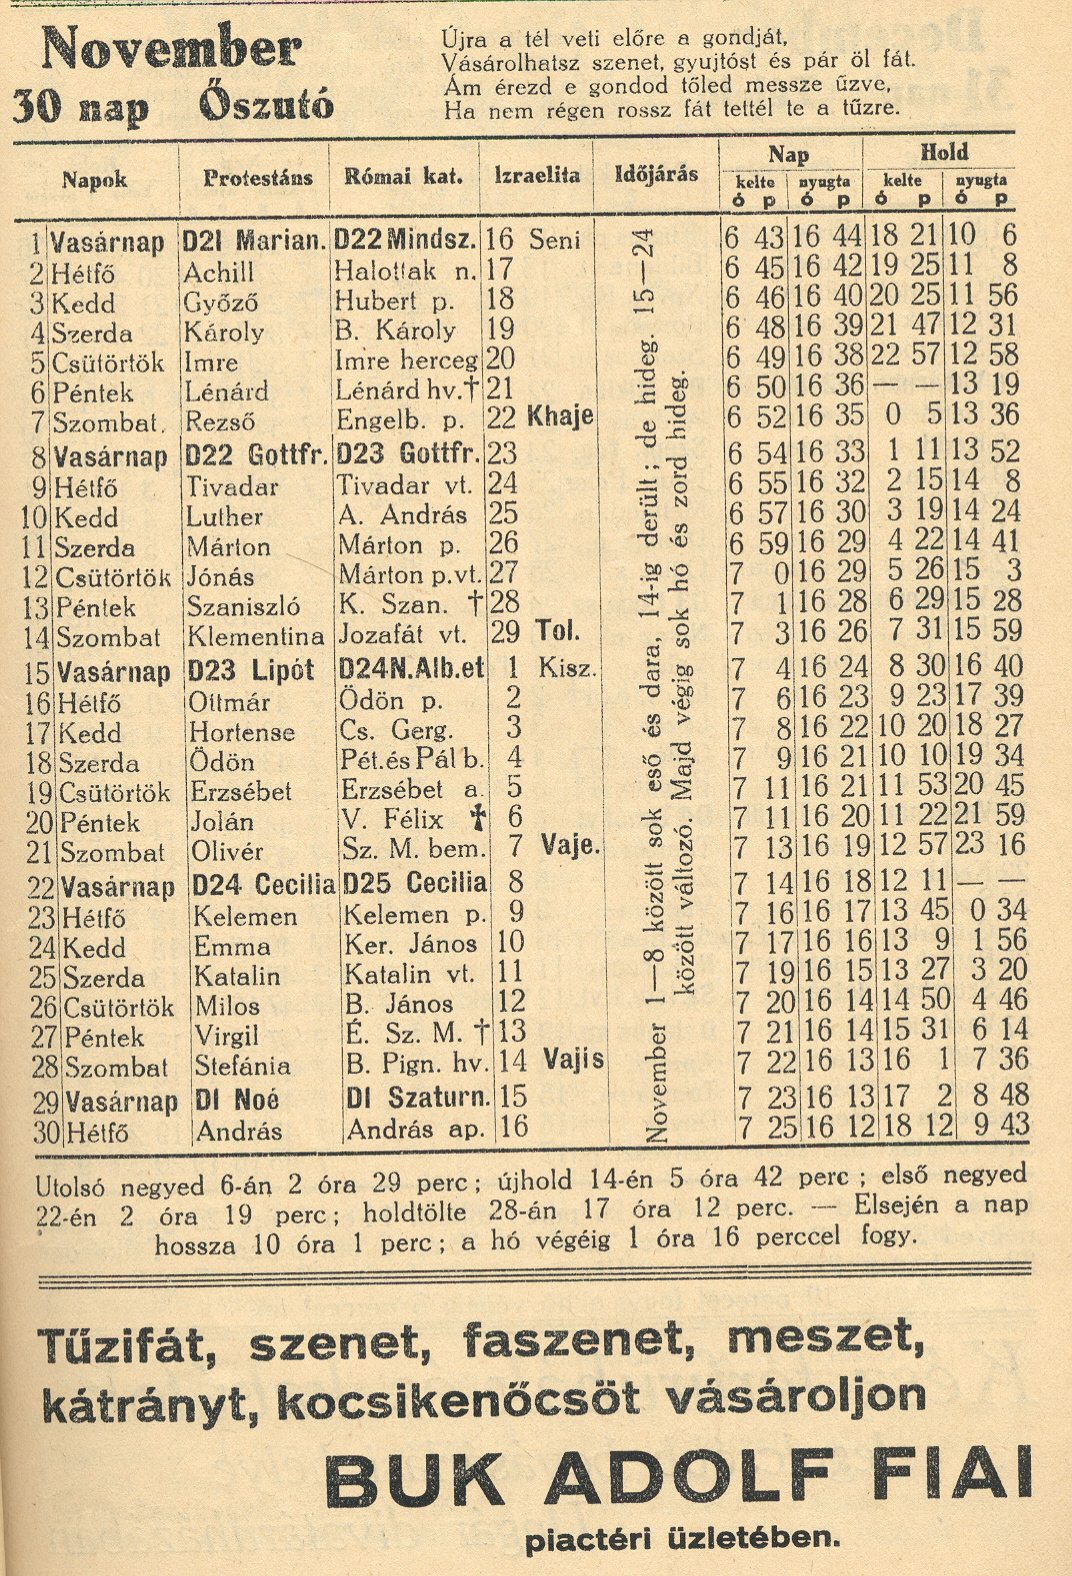 November
30 nap Őszutó
Újra a tél veti előre a gondját,
Vásárolhatsz szenet, gyujtóst és pár öl fát.
Ám érezd e gondod tőled messze űzve,
Ha nem régen rossz fát tettél te a tűzre.
Napok Protestáns Római kat. Izraelita Időjárás Nap Hold
kelte nyugta kelte nyugta
ó p ó p ó p ó p
1 Vasárnap D21 Marian. D22 Mindsz. 16 Seni 6 43 16 44 18 21 10 6
2 Hétfő Achill Halottak n. 17 6 45 16 42 19 25 11 8
3 Kedd Győző Hubert p. 18 6 46 16 40 20 25 11 56
4 Szerda Károly B. Károly 19 6 48 16 39 21 47 12 31
5 Csütörtök Imre Imre herceg 20 6 49 16 38 22 57 12 58
6 Péntek Lénárd Lénárd hv.† 21 6 50 16 36 — — 13 19
7 Szombat. Rezső Engelb. p. 22 Khaje 6 52 16 35 0 5 13 36
8 Vasárnap D22 Gottfr. D23 Gottfr. 23 6 54 16 33 1 11 13 52
9 Hétfő Tivadar Tivadar vt. 24 6 55 16 32 2 15 14 8
10 Kedd Luther A. András 25 6 57 16 30 3 19 14 24
11 Szerda Márton Márton p. 26 6 59 16 29 4 22 14 41
12 Csütörtök Jónás Márton p.vt. 27 7 0 16 29 5 26 15 3
13 Péntek Szaniszló K. Szan. † 28 7 1 16 28 6 29 15 28
14 Szombat Klementina Jozafát vt. 29 Tol. 7 3 16 26 7 31 15 59
15 Vasárnap D23 Lipót D24N.Alb.et 1 Kisz. 7 4 16 24 8 30 16 40
16 Hétfő Ottmár Ödön p. 2 7 6 16 23 9 23 17 39
17 Kedd Hortense Cs. Gerg. 3 7 8 16 22 10 20 18 27
18 Szerda Ödön Pét.és Pál b. 4 7 9 16 21 10 10 19 34
19 Csütörtök Erzsébet Erzsébet a. 5 7 11 16 21 11 53 20 45
20 Péntek Jolán V. Félix † 6 7 11 16 20 11 22 21 59
21 Szombat Olivér Sz. M. bem. 7 Vaje. 7 13 16 19 12 57 23 16
22 Vasárnap D24 Cecilia D25 Cecilia 8 7 14 16 18 12 11 — —
23 Hétfő Kelemen Kelemen p. 9 7 16 16 17 13 45 0 34
24 Kedd Emma Ker. János 10 7 17 16 16 13 9 1 56
25 Szerda Katalin Katalin vt. 11 7 19 16 15 13 27 3 20
26 Csütörtök Milos B. János 12 7 20 16 14 14 50 4 46
27 Péntek Virgil É. Sz. M. † 13 7 21 16 14 15 31 6 14
28 Szombat Stefánia B. Pign. hv. 14 Vajis 7 22 16 13 16 1 7 36
29 Vasárnap DI Noé DI Szaturn. 15 7 23 16 13 17 2 8 48
30 Hétfő András András ap. 16 7 25 16 12 18 12 9 43
November 1—8 között sok eső és dara, 14-ig derült; de hideg. 15—24
között változó. Majd végig sok hó és zord hideg.
Utolsó negyed 6-án 2 óra 29 perc; újhold 14-én 5 óra 42 perc; első negyed
22-én 2 óra 19 perc; holdtölte 28-án 17 óra 12 perc. — Elsején a nap
hossza 10 óra 1 perc; a hó végéig 1 óra 16 perccel fogy.
Tűzifát, szenet, faszenet, meszet,
kátrányt, kocsikenőcsöt vásároljon
BUK ADOLF FIAI
piactéri üzletében.